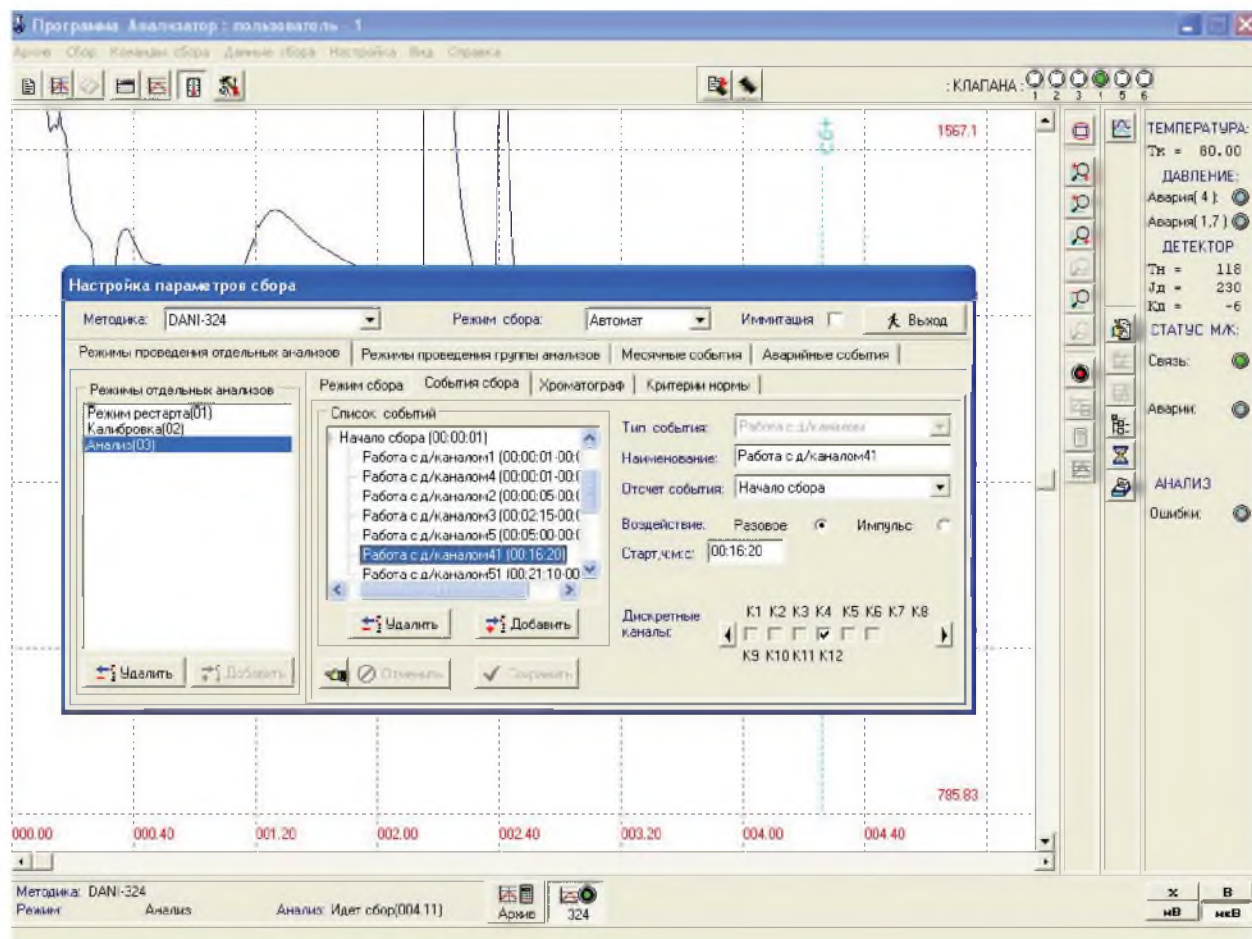 Программа Анализатор : пользователь - 1
Архив Сбор Команды сбора Данные сбора Настройка Вид Справка
:КЛАПАНА :
1 2 3 4 5 6
1567.1
C6+
ТЕМПЕРАТУРА:
Тк = 60.00
ДАВЛЕНИЕ:
Авария( 4 ):
Авария( 1,7 )
ДЕТЕКТОР
Тн = 118
Jд = 230
Кд = -6
СТАТУС М/К:
Связь:
Аварии:
АНАЛИЗ
Ошибки:
Настройка параметров сбора
Методика: DANI-324 Режим сбора: Автомат Иммитация Выход
Режимы проведения отдельных анализов Режимы проведения группы анализов Месячные события Аварийные события
Режимы отдельных анализов
Режим рестарта(01)
Калибровка(02)
Анализ(03)
Удалить Добавить
Режим сбора События сбора Хроматограф Критерии нормы
Список событий
Начало сбора (00:00:01)
Работа с д/каналом1 (00:00:01-00:(
Работа с д/каналом4 (00:00:01-00:(
Работа с д/каналом2 (00:00:05-00:(
Работа с д/каналом3 (00:02:15-00:(
Работа с д/каналом5 (00:05:00-00:(
Работа с д/каналом41 (00:16:20)
Работа с д/каналом51 (00:21:10-00
Удалить Добавить
Отменить Сохранить
Тип события: Работа с д/каналом
Наименование: Работа с д/каналом41
Отсчет события: Начало сбора
Воздействие: Разовое Импульс
Старт,ч:м:с: 00:16:20
Дискретные каналы:
K1 K2 K3 K4 K5 K6 K7 K8
K9 K10 K11 K12
785.83
000.00 000.40 001.20 002.00 002.40 003.20 004.00 004.40
Методика: DANI-324
Режим: Анализ Анализ: Идет сбор(004.11)
Архив 324
x В
мВ мкВ